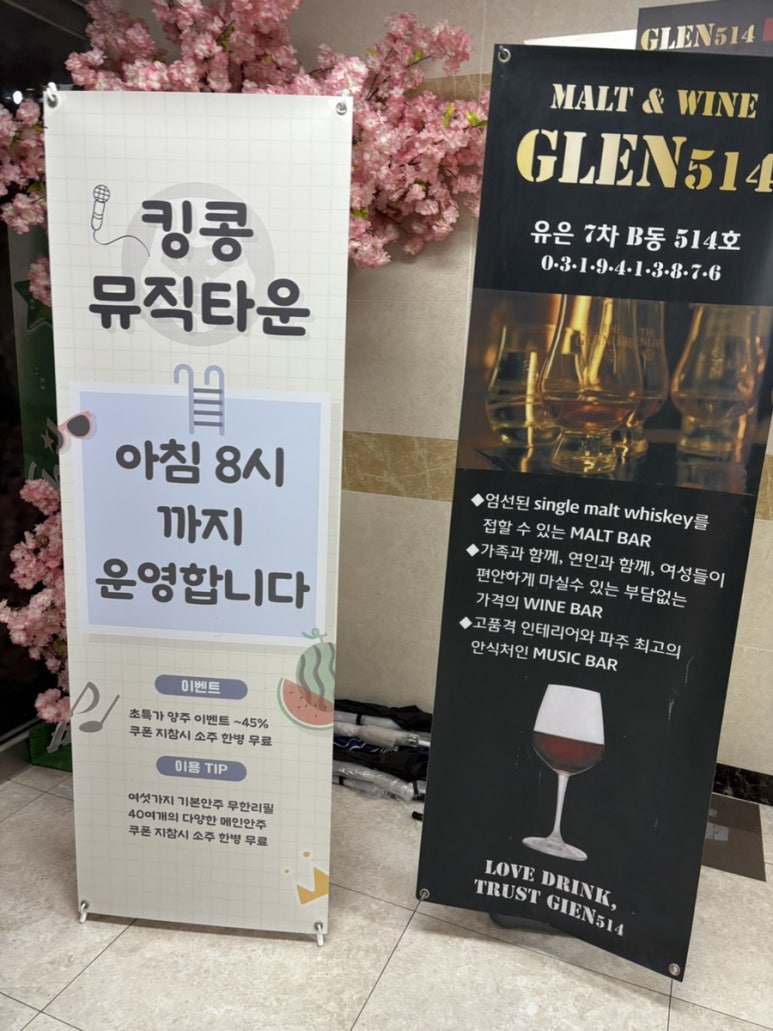 킹콩
뮤직타운
아침 8시
까지
운영합니다
이벤트
초특가 양주 이벤트 ~45%
쿠폰 지참시 소주 한병 무료
이용 TIP
여섯가지 기본안주 무한리필
40여개의 다양한 메인안주
쿠폰 지참시 소주 한병 무료
GLEN514
MALT & WINE
GLEN514
유은 7차 B동 514호
0·3·1·9·4·1·3·8·7·6
◆엄선된 single malt whiskey를
접할 수 있는 MALT BAR
◆가족과 함께, 연인과 함께, 여성들이
편안하게 마실수 있는 부담없는
가격의 WINE BAR
◆고품격 인테리어와 파주 최고의
안식처인 MUSIC BAR
LOVE DRINK,
TRUST GIEN514